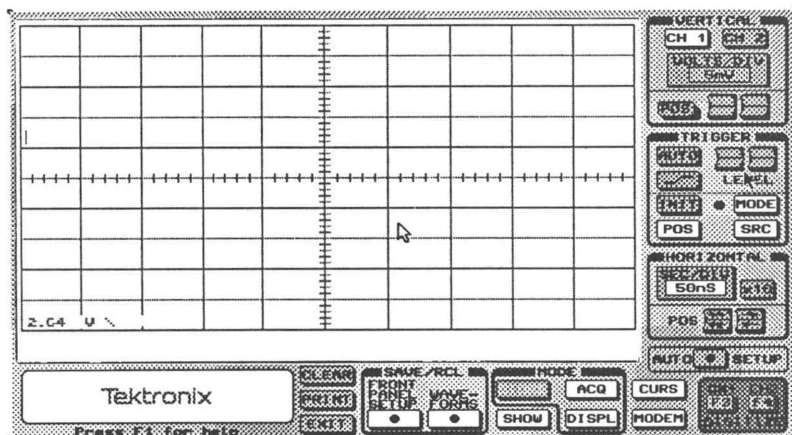 VERTICAL
CH 1 CH 2
VOLTS/DIV
5mV
POS
TRIGGER
AUTO
LEVEL
INIT MODE
POS SRC
HORIZONTAL
SEC/DIV
50nS x10
POS
AUTO SETUP
2.04 V
Tektronix
Press F1 for help
CLEAR
PRINT
EXIT
SAVE/RCL
FRONT
PANEL
SETUP
WAVE-
FORMS
MODE
ACQ
SHOW DISPL
CURS
MODEM